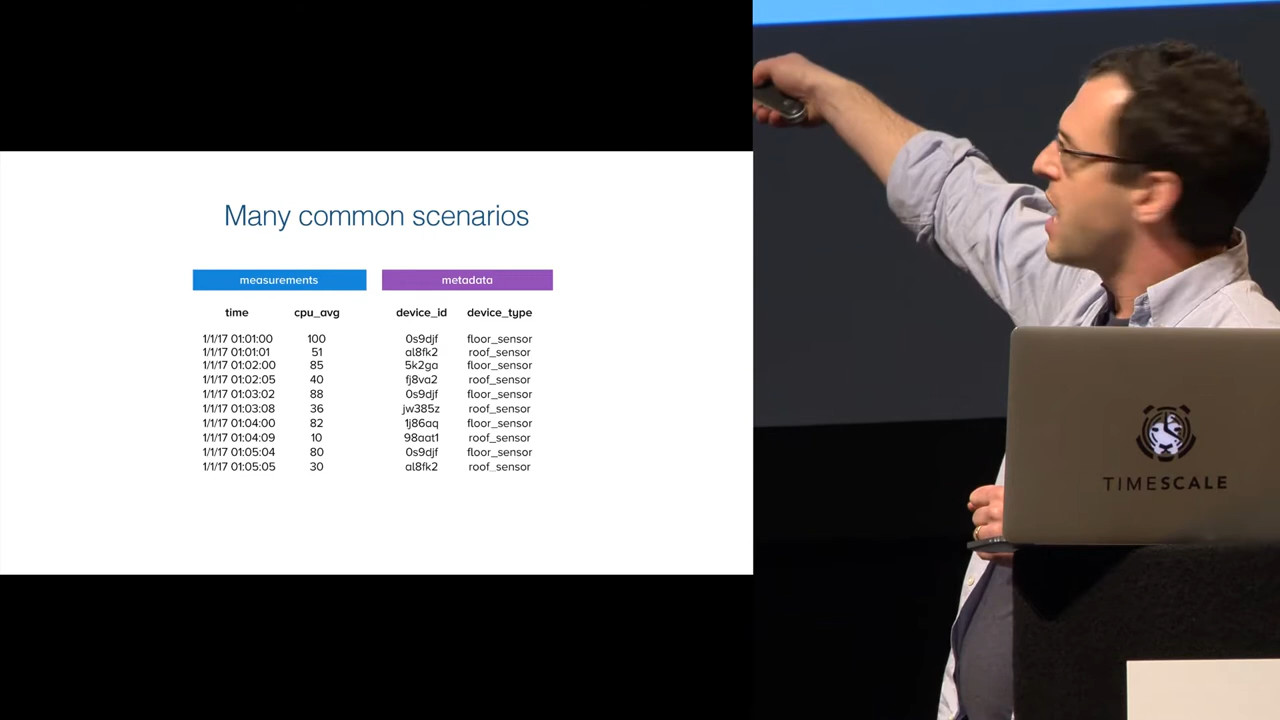 Many common scenarios
measurements metadata
time cpu_avg device_id device_type
1/1/17 01:01:00 100 0s9djf floor_sensor
1/1/17 01:01:01 51 al8fk2 roof_sensor
1/1/17 01:02:00 85 5k2ga floor_sensor
1/1/17 01:02:05 40 fj8va2 roof_sensor
1/1/17 01:03:02 88 0s9djf floor_sensor
1/1/17 01:03:08 36 jw385z roof_sensor
1/1/17 01:04:00 82 1j86aq floor_sensor
1/1/17 01:04:09 10 98aat1 roof_sensor
1/1/17 01:05:04 80 0s9djf floor_sensor
1/1/17 01:05:05 30 al8fk2 roof_sensor
TIMESCALE